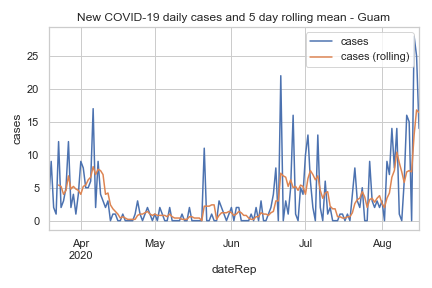 New COVID-19 daily cases and 5 day rolling mean - Guam
cases
cases (rolling)
cases
25
20
15
10
5
0
Apr
2020
May
Jun
Jul
Aug
dateRep